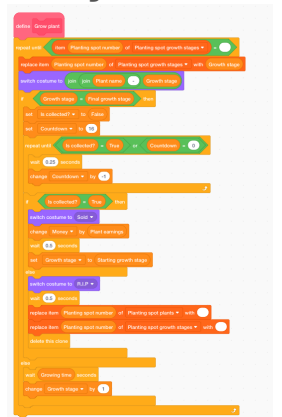 define Grow plant
repeat until item Planting spot number of Planting spot growth stages ▾ =
replace item Planting spot number of Planting spot growth stages ▾ with Growth stage
switch costume to join join Plant name - Growth stage
if Growth stage = Final growth stage then
set Is collected? ▾ to False
set Countdown ▾ to 16
repeat until Is collected? = True or Countdown = 0
wait 0.25 seconds
change Countdown ▾ by -1
if Is collected? = True then
switch costume to Sold ▾
change Money ▾ by Plant earnings
wait 0.5 seconds
set Growth stage ▾ to Starting growth stage
else
switch costume to R.I.P ▾
wait 0.5 seconds
replace item Planting spot number of Planting spot plants ▾ with
replace item Planting spot number of Planting spot growth stages ▾ with
delete this clone
else
wait Growing time seconds
change Growth stage ▾ by 1